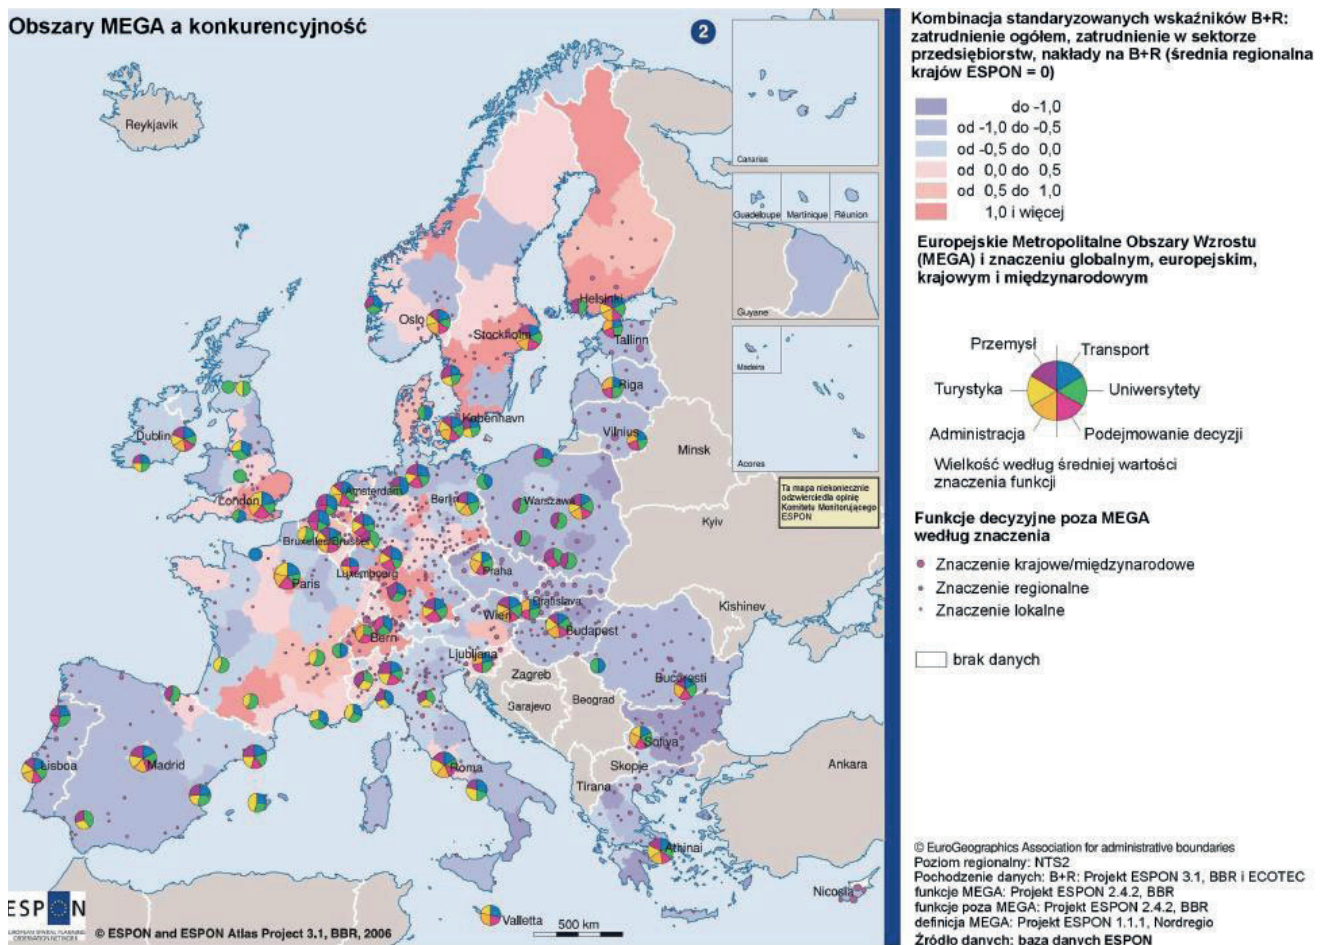 Obszary MEGA a konkurencyjność
2
Reykjavik
Canarias
Guadeloupe
Martinique
Réunion
Guyane
Madeira
Acores
Ta mapa niekoniecznie
odzwierciedla opinię
Komitetu Monitorującego
ESPON
Helsinki
Oslo
Stockholm
Tallinn
Riga
København
Dublin
Vilnius
Minsk
London
Amsterdam
Berlin
Warszawa
Kyiv
Bruxelles/Brussel
Luxembourg
Praha
Paris
Kishinev
Bratislava
Wien
Budapest
Bern
Ljubljana
Zagreb
Bucuresti
Beograd
Sarajevo
Sofiya
Lisboa
Madrid
Roma
Skopje
Ankara
Tirana
Athinai
Nicosia
Valletta
500 km
ESPON
© ESPON and ESPON Atlas Project 3.1, BBR, 2006
Kombinacja standaryzowanych wskaźników B+R:
zatrudnienie ogółem, zatrudnienie w sektorze
przedsiębiorstw, nakłady na B+R (średnia regionalna
krajów ESPON = 0)
do -1,0
od -1,0 do -0,5
od -0,5 do 0,0
od 0,0 do 0,5
od 0,5 do 1,0
1,0 i więcej
Europejskie Metropolitalne Obszary Wzrostu
(MEGA) i znaczeniu globalnym, europejskim,
krajowym i międzynarodowym
Przemysł
Transport
Turystyka
Uniwersytety
Administracja
Podejmowanie decyzji
Wielkość według średniej wartości
znaczenia funkcji
Funkcje decyzyjne poza MEGA
według znaczenia
Znaczenie krajowe/międzynarodowe
Znaczenie regionalne
Znaczenie lokalne
brak danych
© EuroGeographics Association for administrative boundaries
Poziom regionalny: NTS2
Pochodzenie danych: B+R: Projekt ESPON 3.1, BBR i ECOTEC
funkcje MEGA: Projekt ESPON 2.4.2, BBR
funkcje poza MEGA: Projekt ESPON 2.4.2, BBR
definicja MEGA: Projekt ESPON 1.1.1, Nordregio
Źródło danych: baza danych ESPON